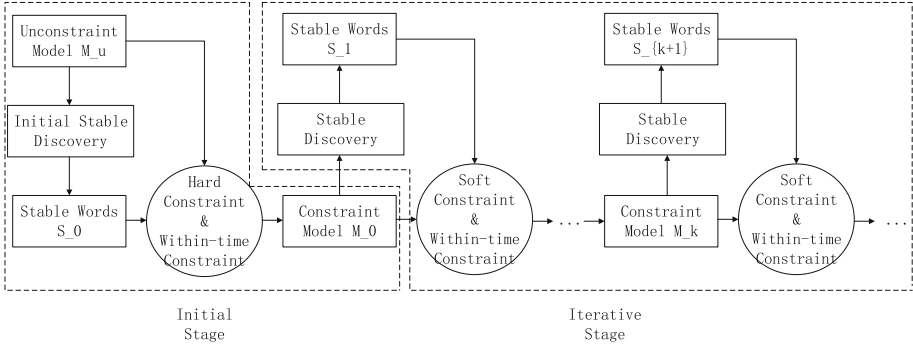 Unconstraint
Model M_u
Initial Stable
Discovery
Stable Words
S_0
Hard
Constraint
&
Within-time
Constraint
Constraint
Model M_0
Stable
Discovery
Stable Words
S_1
Soft
Constraint
&
Within-time
Constraint
...
Constraint
Model M_k
Stable
Discovery
Stable Words
S_{k+1}
Soft
Constraint
&
Within-time
Constraint
...
Initial
Stage
Iterative
Stage